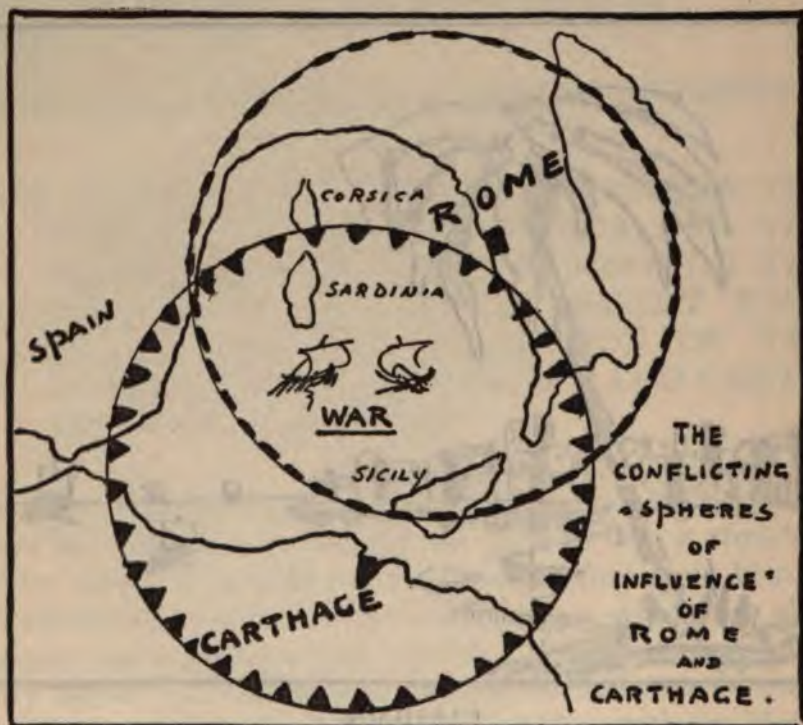 CORSICA
ROME
SARDINIA
SPAIN
WAR
SICILY
CARTHAGE
THE
CONFLICTING
"SPHERES
OF
INFLUENCE"
OF
ROME
AND
CARTHAGE.